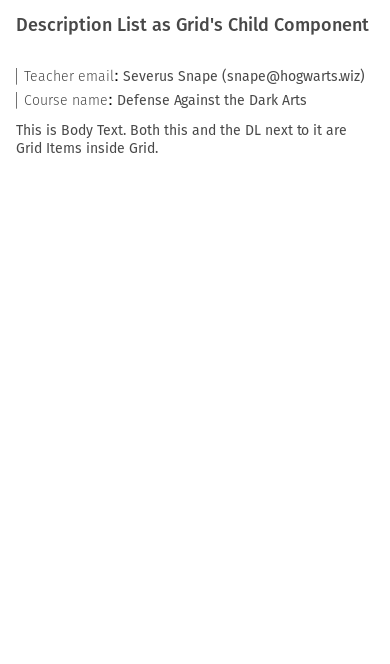 Description List as Grid's Child Component
Teacher email: Severus Snape (snape@hogwarts.wiz)
Course name: Defense Against the Dark Arts
This is Body Text. Both this and the DL next to it are
Grid Items inside Grid.